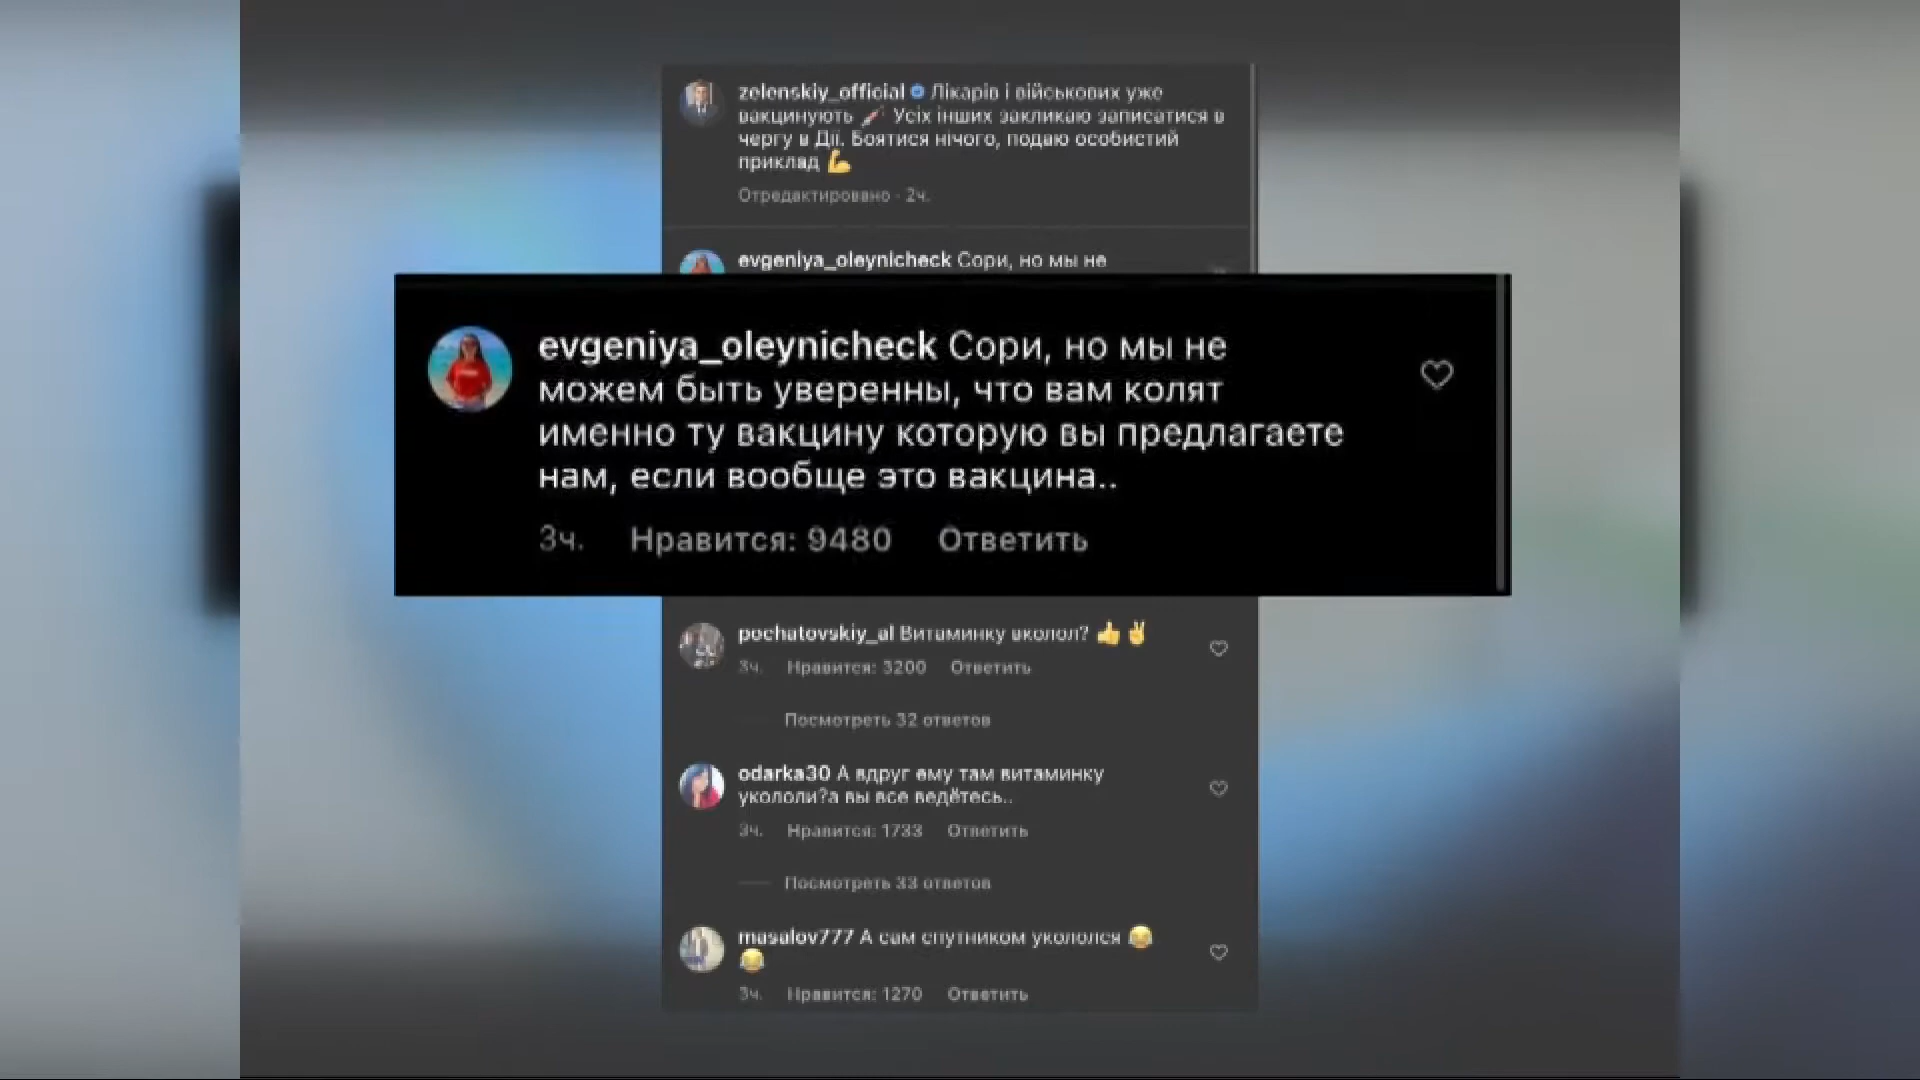 zelenskiy_official Лікарів і військових уже
вакцинують 💉 Усіх інших закликаю записатися в
чергу в Дії. Боятися нічого, подаю особистий
приклад 💪
Отредактировано · 2ч.
evgeniya_oleynicheck Сори, но мы не
evgeniya_oleynicheck Сори, но мы не
можем быть уверенны, что вам колят
именно ту вакцину которую вы предлагаете
нам, если вообще это вакцина..
3ч. Нравится: 9480 Ответить
pochatovskiy_al Витаминку вколол? 👍✌
3ч. Нравится: 3200 Ответить
Посмотреть 32 ответов
odarka30 А вдруг ему там витаминку
укололи?а вы все ведётесь..
3ч. Нравится: 1733 Ответить
Посмотреть 33 ответов
masalov777 А сам спутником укололся 😂
😂
3ч. Нравится: 1270 Ответить